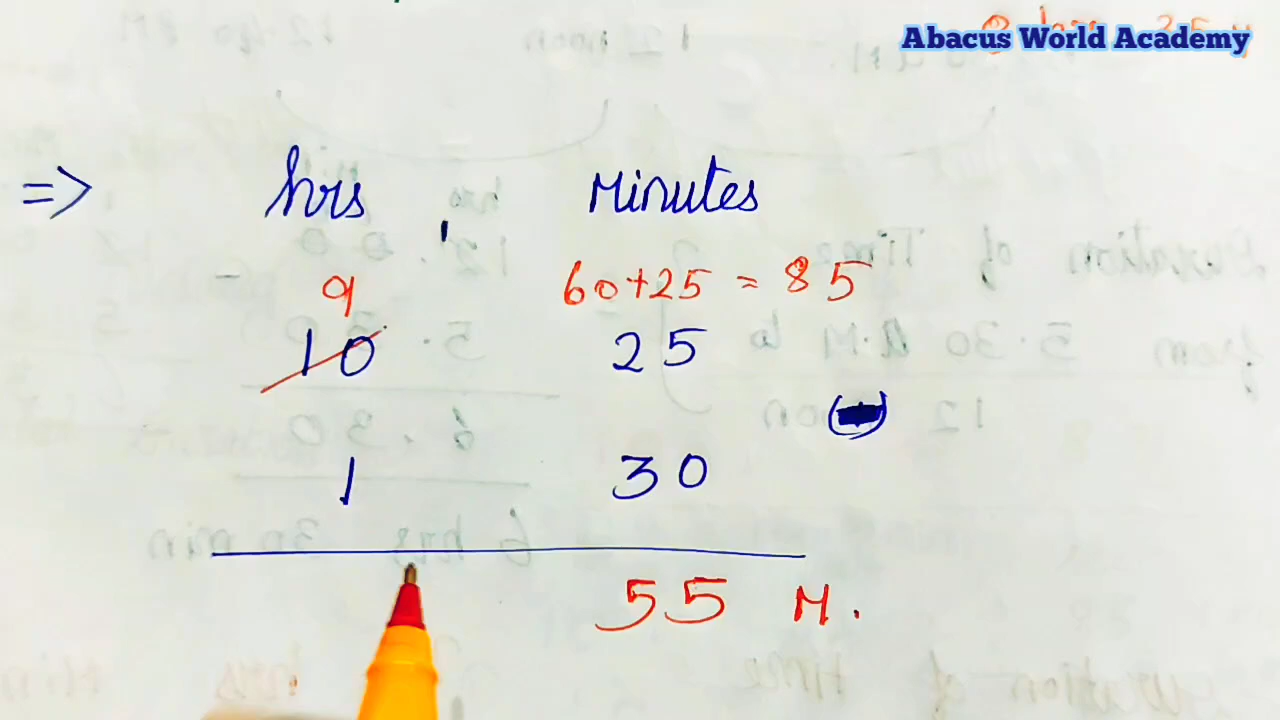 Abacus World Academy
=> hrs , Minutes
9 60+25 = 85
10 25
(-)
1 30
55 M.